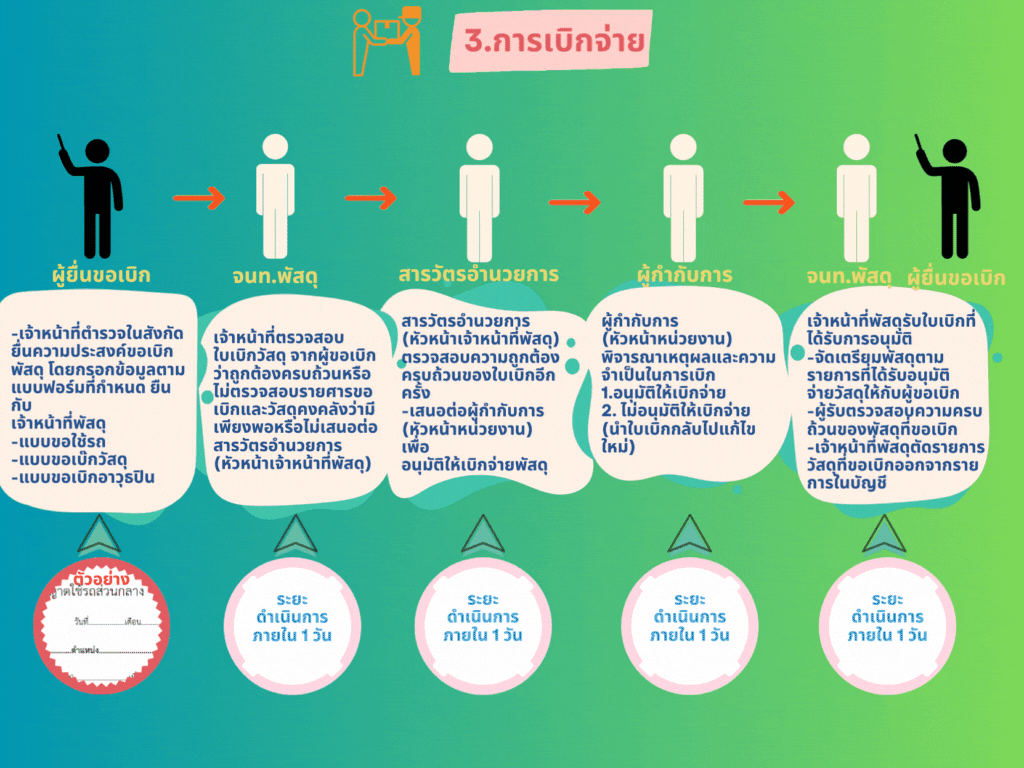 3.การเบิกจ่าย
ผู้ยื่นขอเบิก
จนท.พัสดุ
สารวัตรอำนวยการ
ผู้กำกับการ
จนท.พัสดุ
ผู้ยื่นขอเบิก
-เจ้าหน้าที่ตำรวจในสังกัด
ยื่นความประสงค์ขอเบิก
พัสดุ โดยกรอกข้อมูลตาม
แบบฟอร์มที่กำหนด ยืน
กับ
เจ้าหน้าที่พัสดุ
-แบบขอใช้รถ
-แบบขอเบ๊กวัสดุ
-แบบขอเบิกอาวุธปืน
เจ้าหน้าที่ตรวจสอบ
ใบเบิกวัสดุ จากผู้ขอเบิก
ว่าถูกต้องครบถ้วนหรือ
ไม่ตรวจสอบรายศารขอ
เบิกและวัสดุคงคลังว่ามี
เพียงพอหรือไม่เสนอต่อ
สารวัตรอำนวยการ
(หัวหน้าเจ้าหน้าที่พัสดุ)
สารวัตรอำนวยการ
(หัวหน้าเจ้าหน้าที่พัสดุ)
ตรวจสอบความถูกต้อง
ครบถ้วนของใบเบิกอีก
ครั้ง
-เสนอต่อผู้กำกับการ
(หัวหน้าหน่วยงาน)
เพื่อ
อนุมัติให้เบิกจ่ายพัสดุ
ผู้กำกับการ
(หัวหน้าหน่วยงาน)
พิจารณาเหตุผลและความ
จำเป็นในการเบิก
1.อนุมัติให้เบิกจ่าย
2. ไม่อนุมัติให้เบิกจ่าย
(นำใบเบิกกลับไปแก้ไข
ใหม่)
เจ้าหน้าที่พัสดุรับใบเบิกที่
ได้รับการอนุมัติ
-จัดเตรียมพัสดุตาม
รายการที่ได้รับอนุมัติ
จ่ายวัสดุให้กับผู้ขอเบิก
-ผู้รับตรวจสอบความครบ
ถ้วนของพัสดุที่ขอเบิก
-เจ้าหน้าที่พัสดุตัดรายการ
วัสดุที่ขอเบิกออกจากราย
การในบัญชี
ตัวอย่าง
ญาตใช้รถส่วนกลาง
วันที่..............เดือน......
ตำแหน่ง
ระยะ
ดำเนินการ
ภายใน 1 วัน
ระยะ
ดำเนินการ
ภายใน 1 วัน
ระยะ
ดำเนินการ
ภายใน 1 วัน
ระยะ
ดำเนินการ
ภายใน 1 วัน